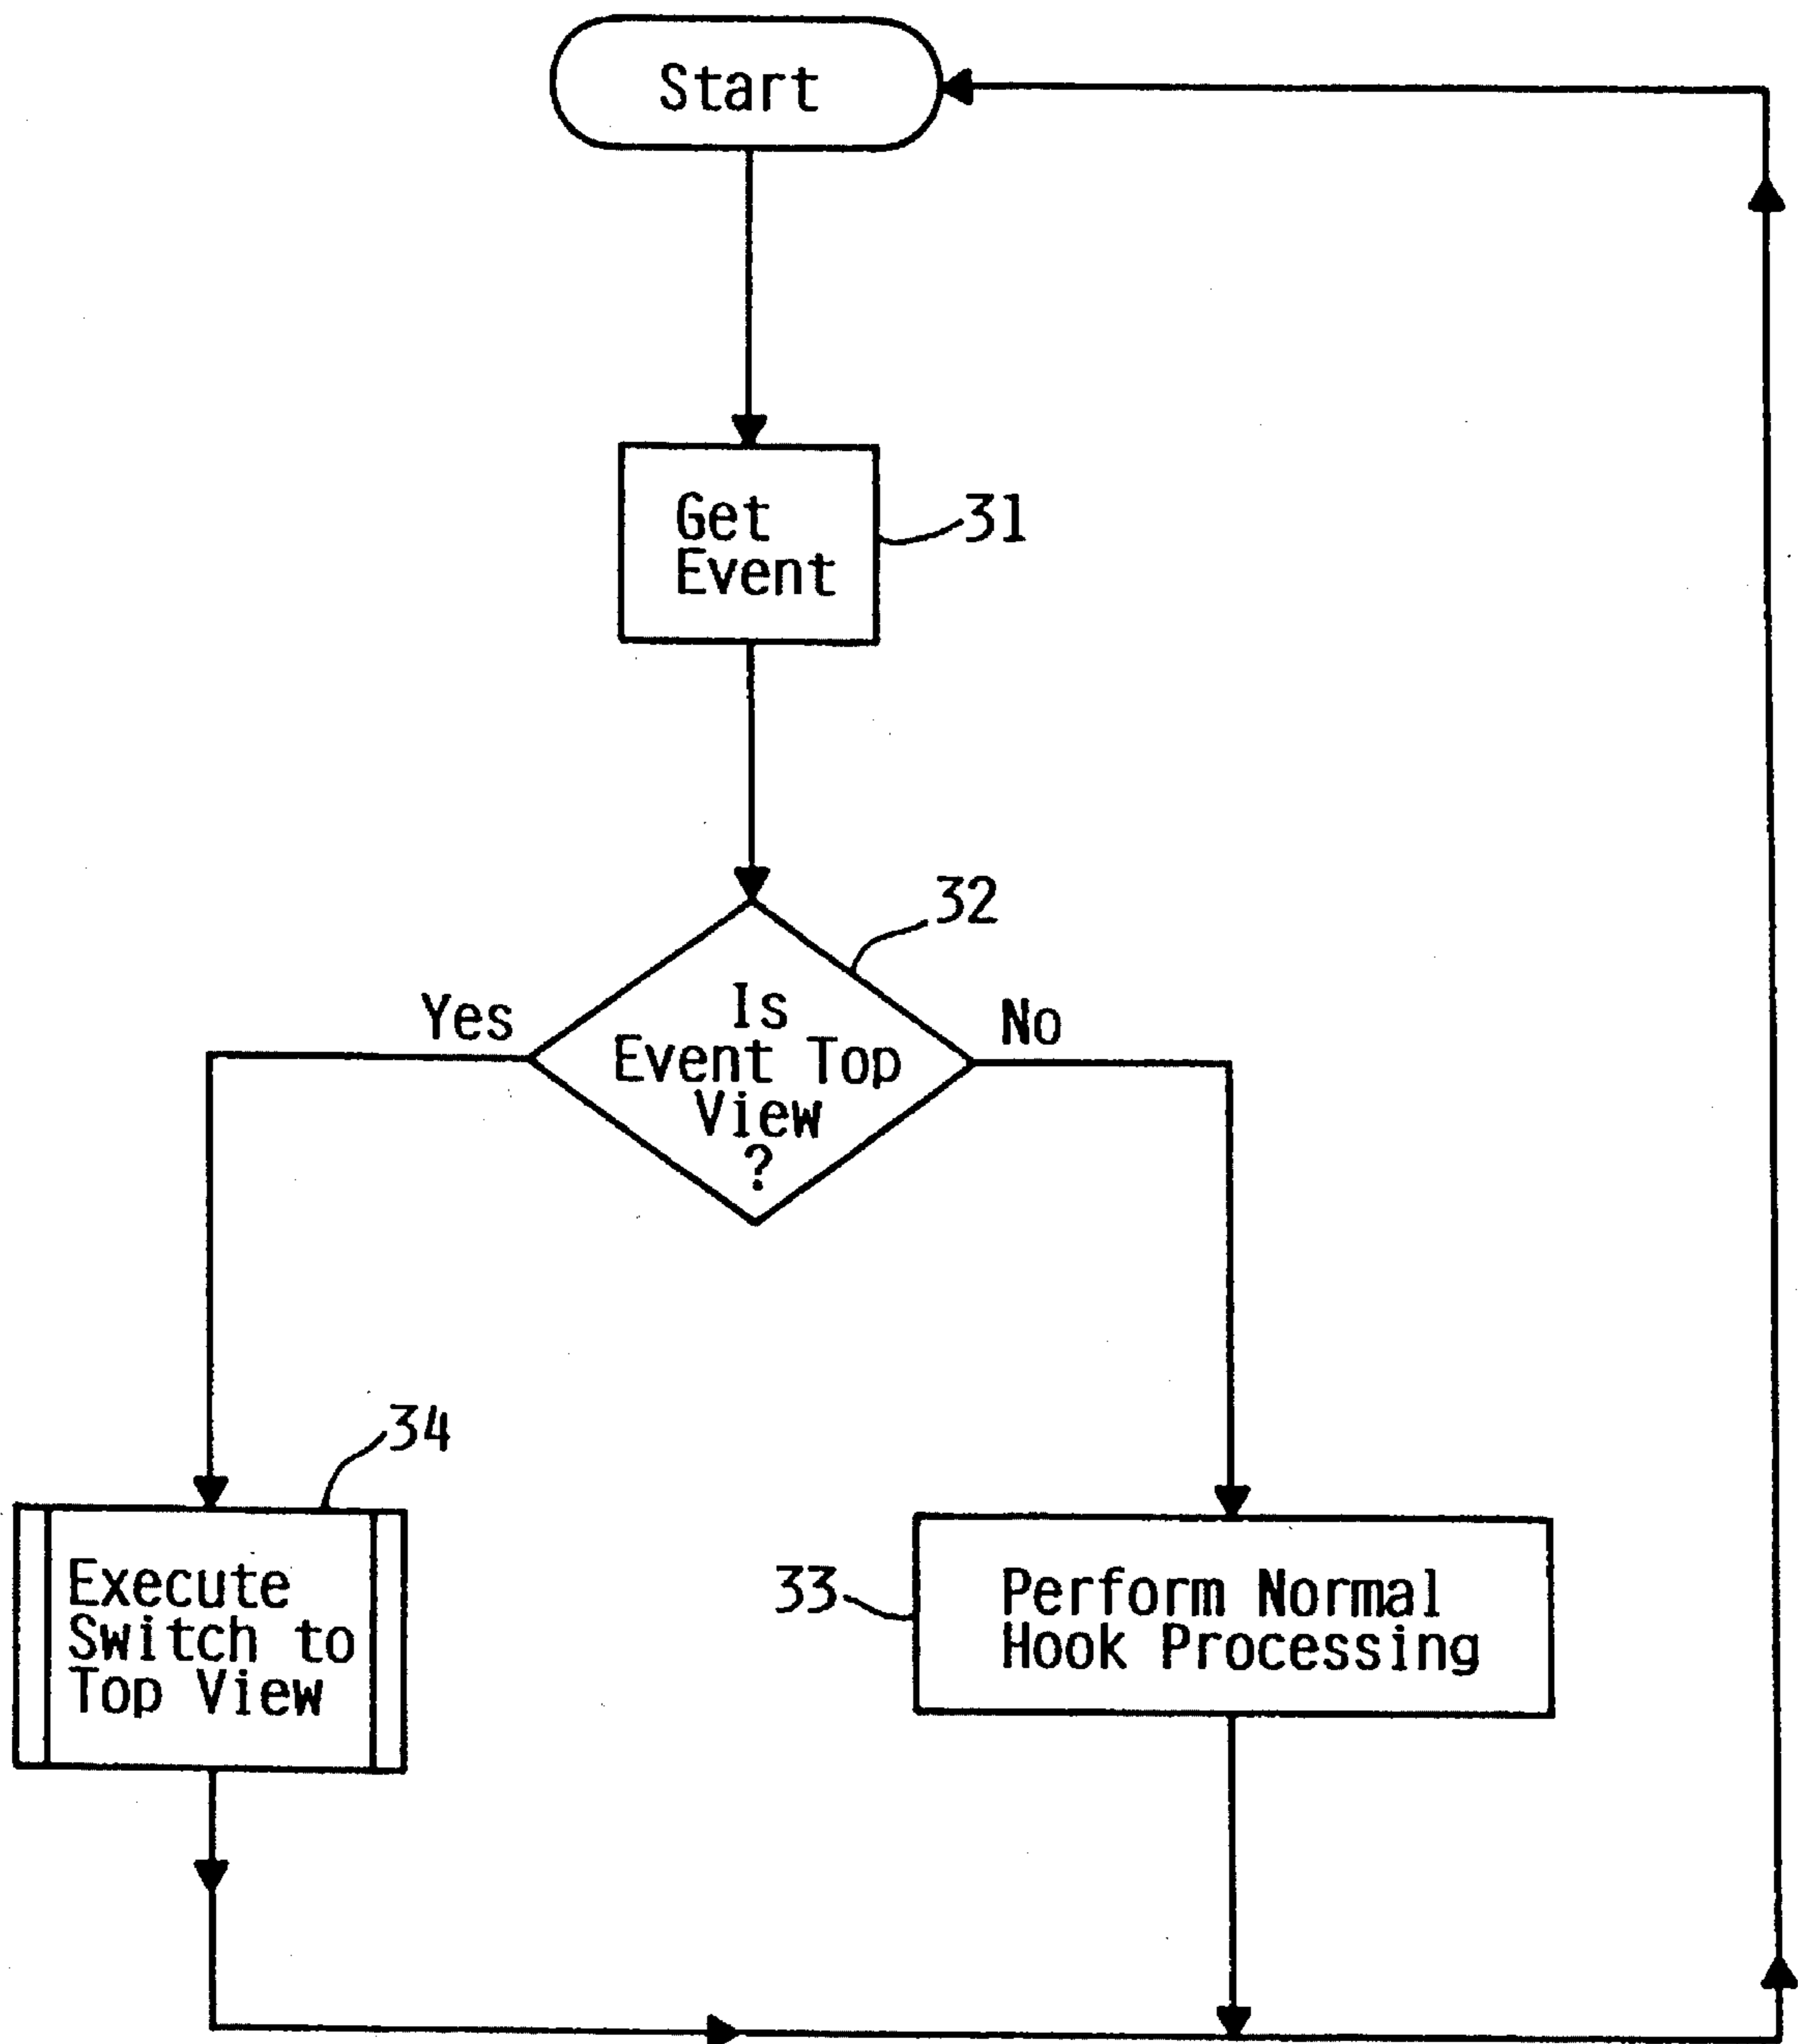 Start
Get
Event
31
32
Yes
Is
Event Top
View
?
No
34
Execute
Switch to
Top View
33
Perform Normal
Hook Processing